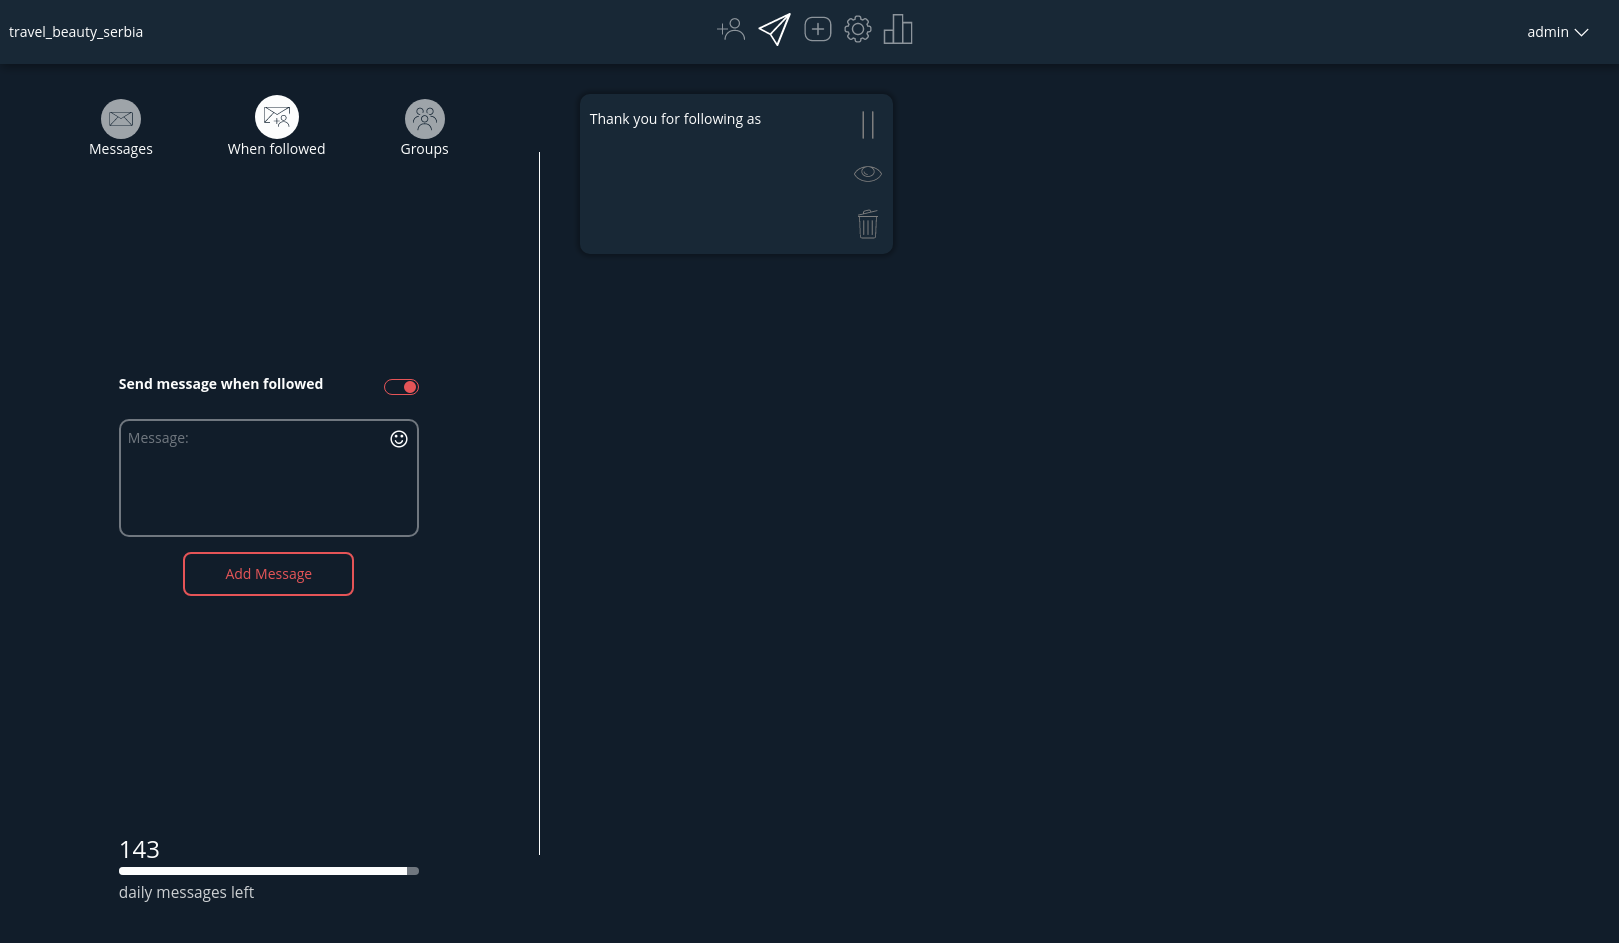 travel_beauty_serbia
admin
Messages
When followed
Groups
Thank you for following as
Send message when followed
Message:
Add Message
143
daily messages left